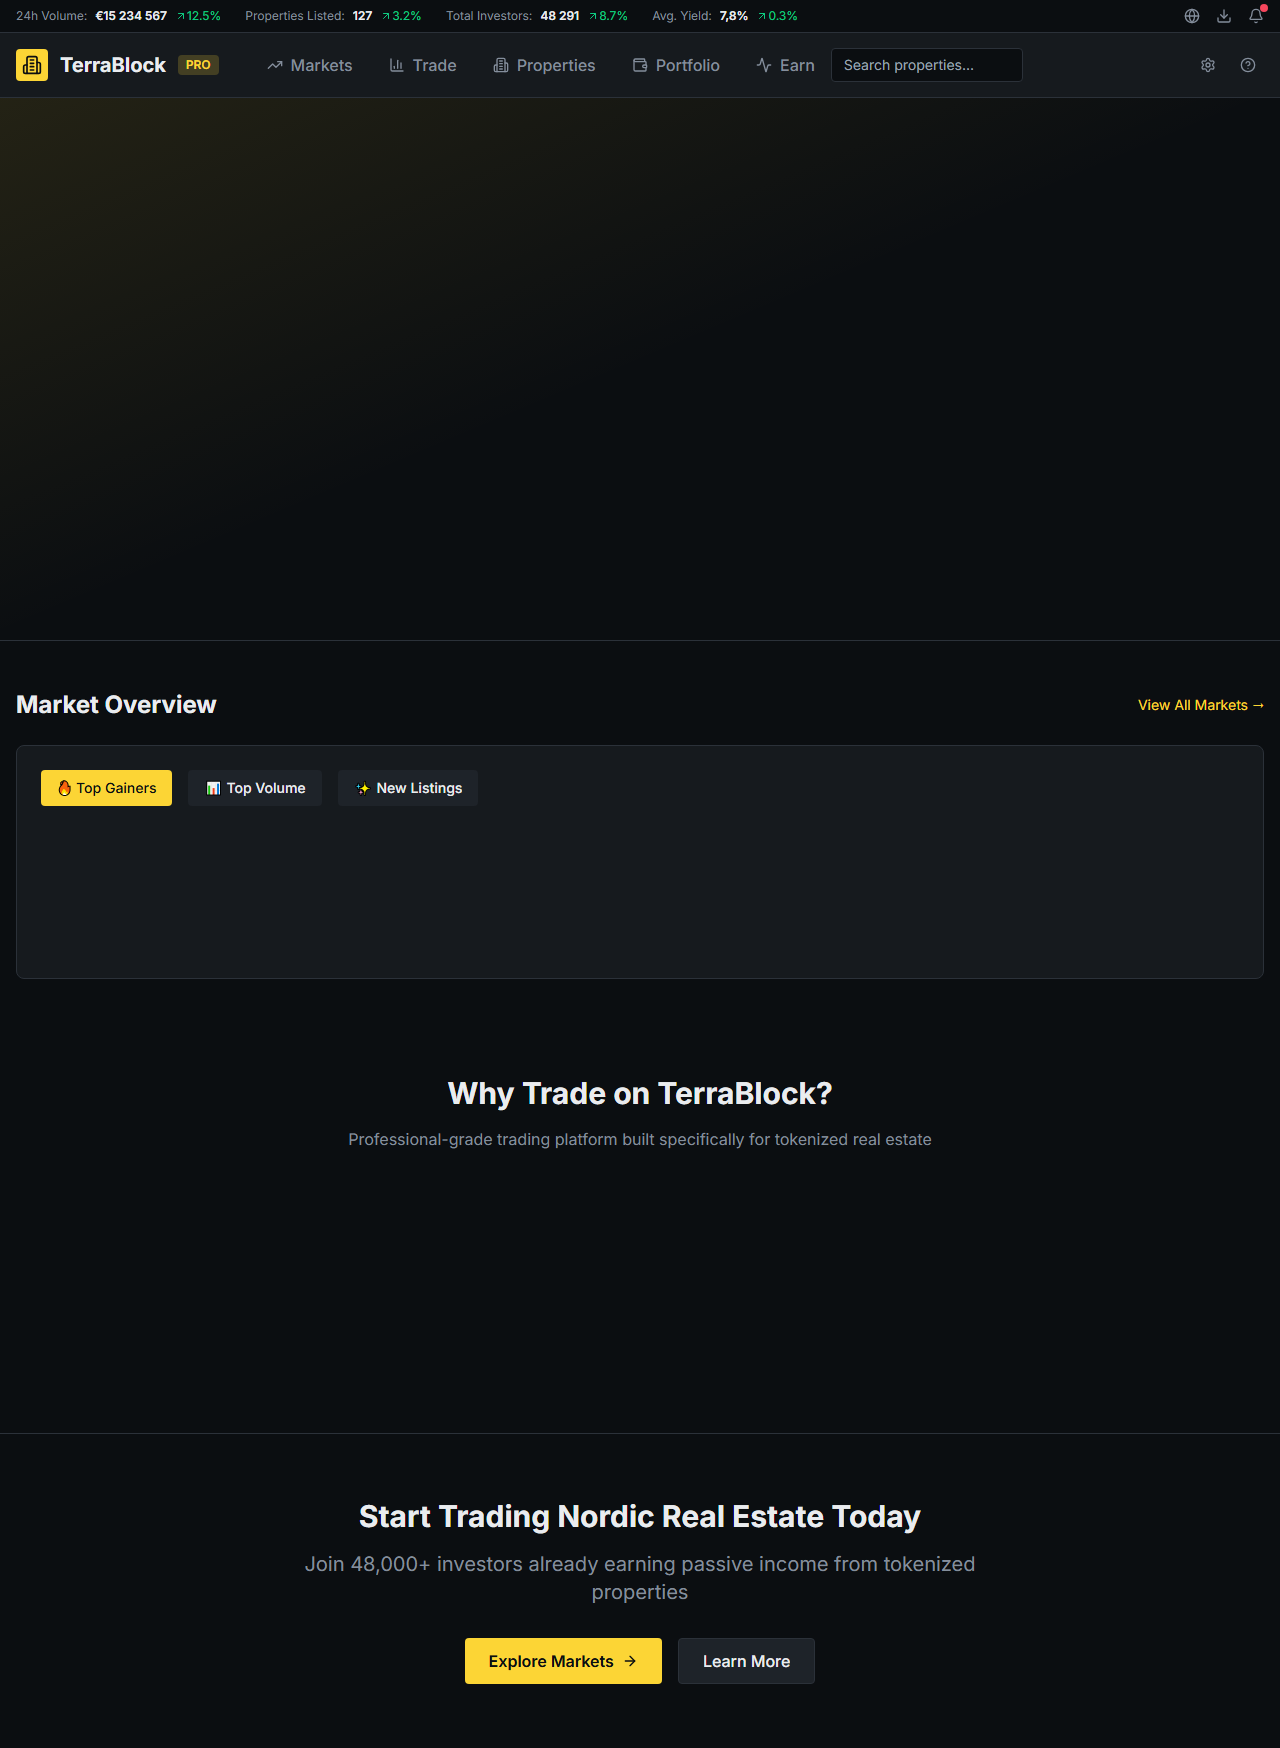 24h Volume: €15 234 567 12.5% Properties Listed: 127 3.2% Total Investors: 48 291 8.7% Avg. Yield: 7,8% 0.3%
TerraBlock PRO Markets Trade Properties Portfolio Earn Search properties...
Market Overview
View All Markets →
Top Gainers Top Volume New Listings
Why Trade on TerraBlock?
Professional-grade trading platform built specifically for tokenized real estate
Start Trading Nordic Real Estate Today
Join 48,000+ investors already earning passive income from tokenized
properties
Explore Markets → Learn More